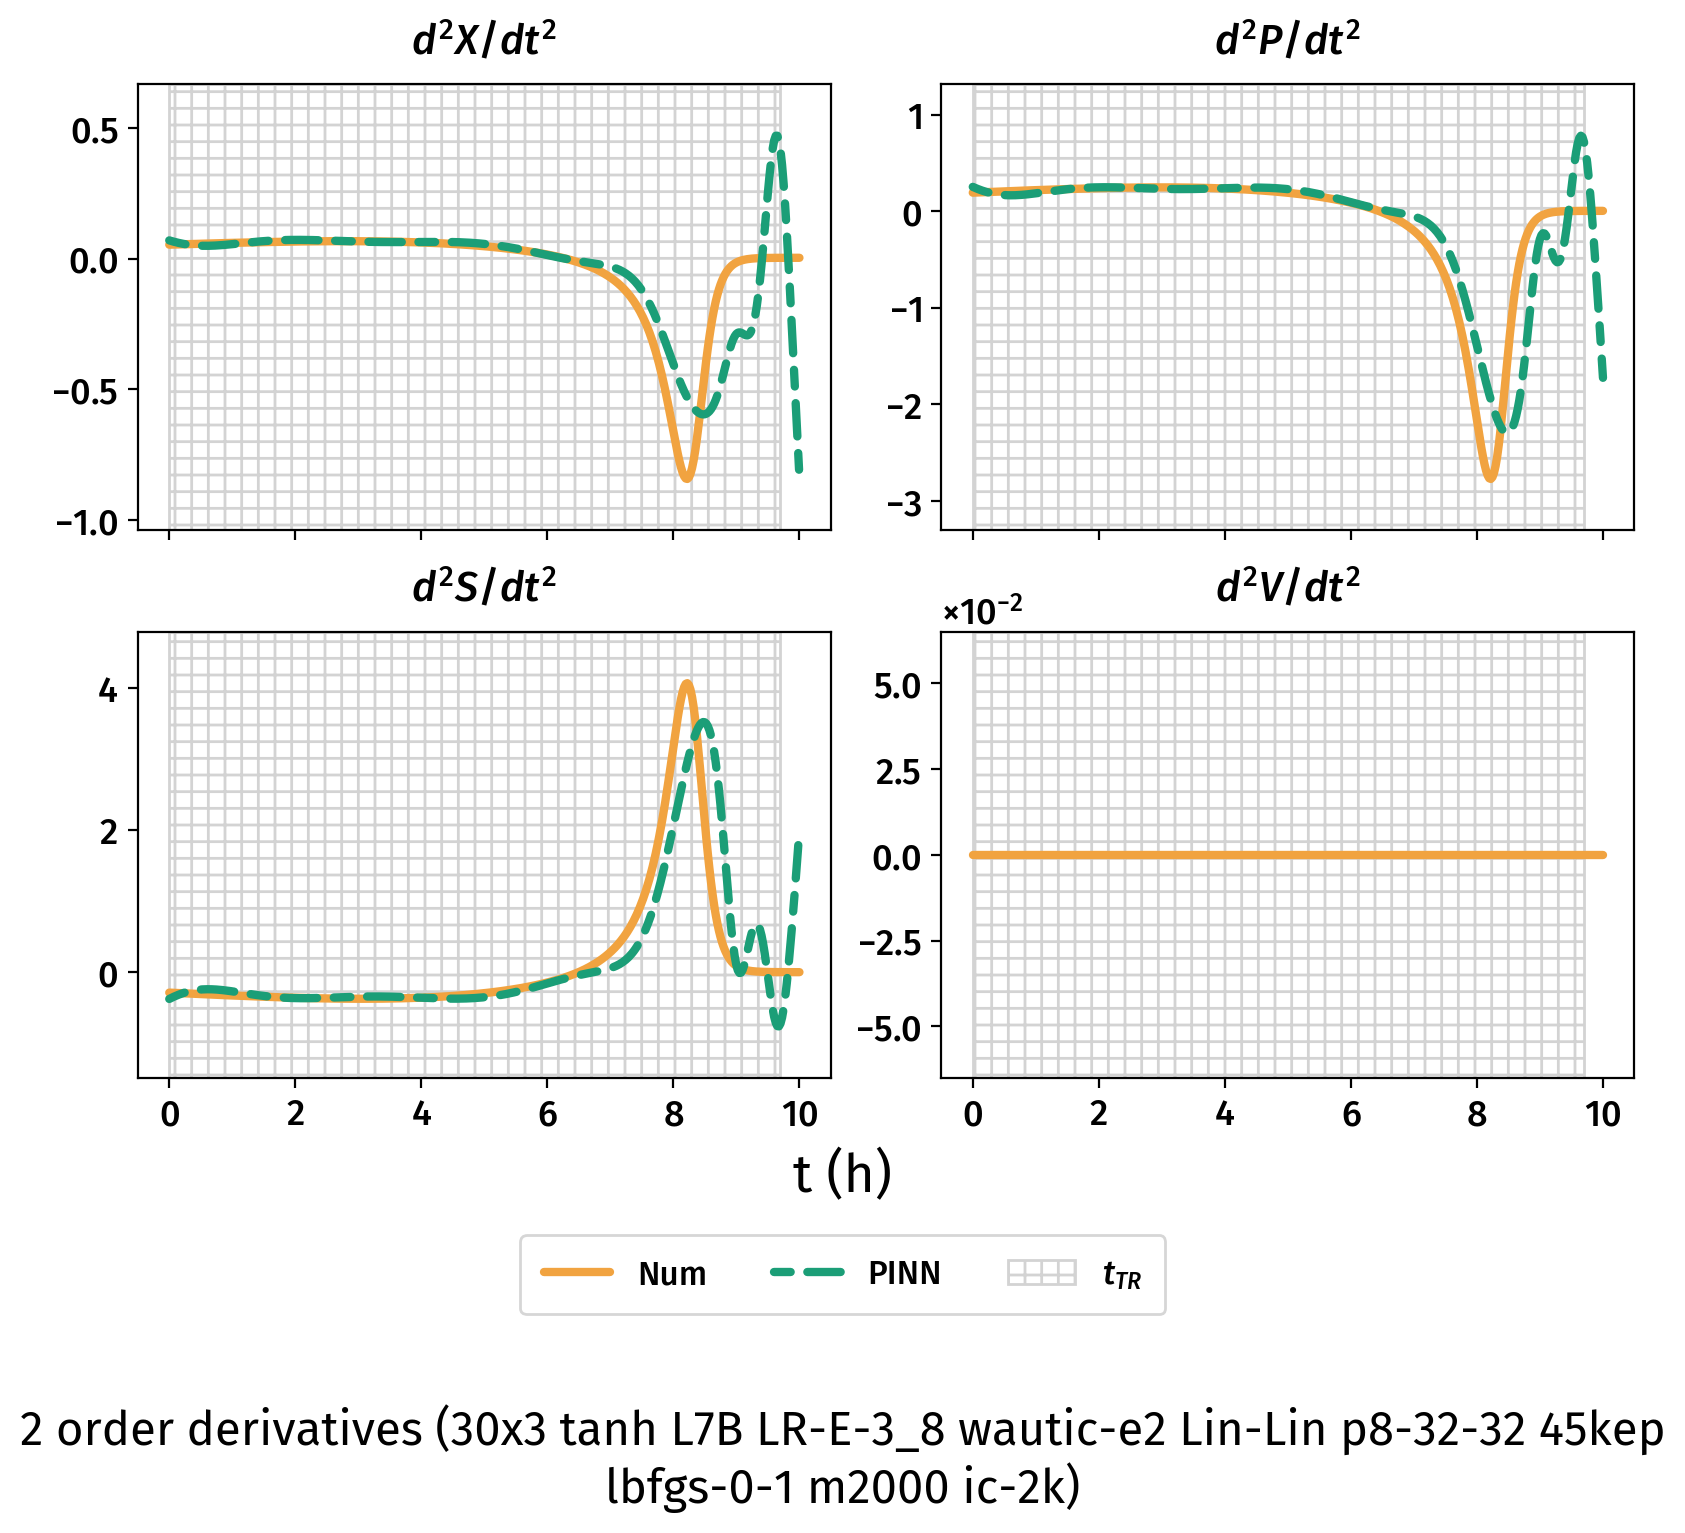 d²X/dt²
d²P/dt²
0.5
0.0
−0.5
−1.0
1
0
−1
−2
−3
d²S/dt²
d²V/dt²
×10⁻²
4
2
0
5.0
2.5
0.0
−2.5
−5.0
0 2 4 6 8 10
0 2 4 6 8 10
t (h)
Num PINN t_TR
2 order derivatives (30x3 tanh L7B LR-E-3_8 wautic-e2 Lin-Lin p8-32-32 45kep
lbfgs-0-1 m2000 ic-2k)